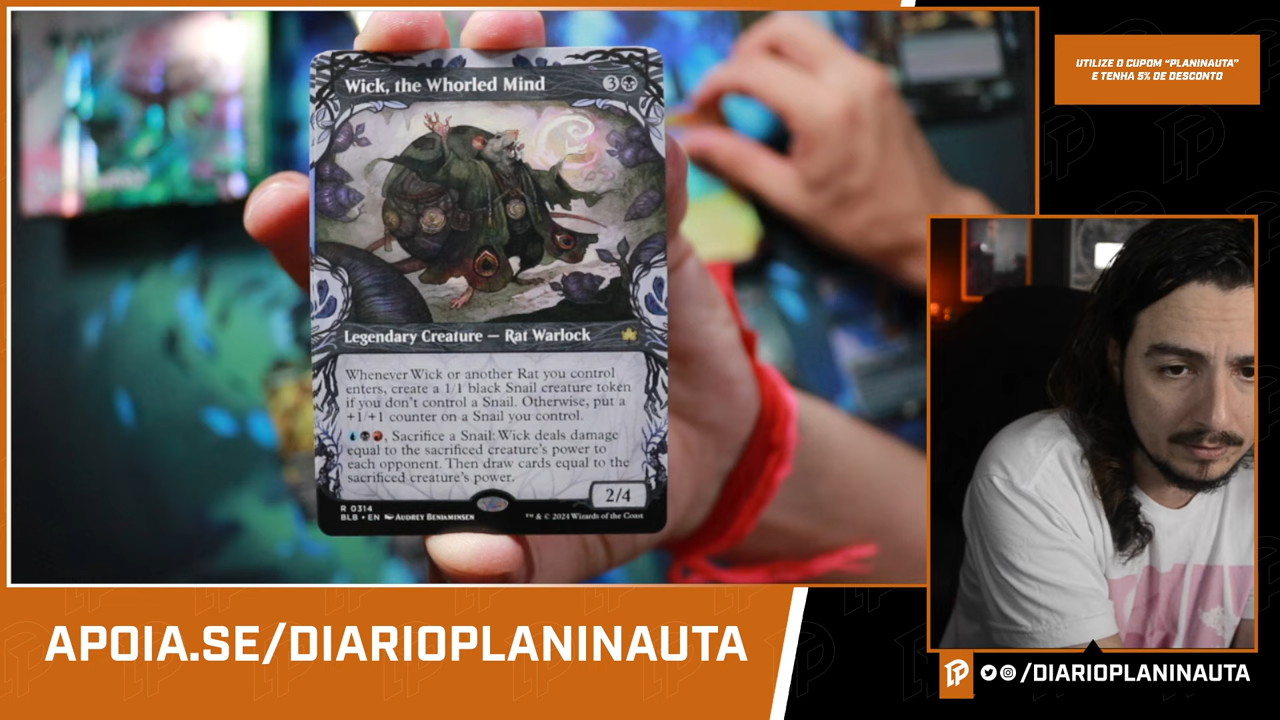 Wick, the Whorled Mind 3
Legendary Creature — Rat Warlock
Whenever Wick or another Rat you control
enters, create a 1/1 black Snail creature token
if you don't control a Snail. Otherwise, put a
+1/+1 counter on a Snail you control.
, Sacrifice a Snail: Wick deals damage
equal to the sacrificed creature's power to
each opponent. Then draw cards equal to the
sacrificed creature's power.
2/4
R 0314
BLB • EN AUDREY BENJAMINSEN
™ & © 2024 Wizards of the Coast
UTILIZE O CUPOM “PLANINAUTA”
E TENHA 5% DE DESCONTO
APOIA.SE/DIARIOPLANINAUTA
/DIARIOPLANINAUTA